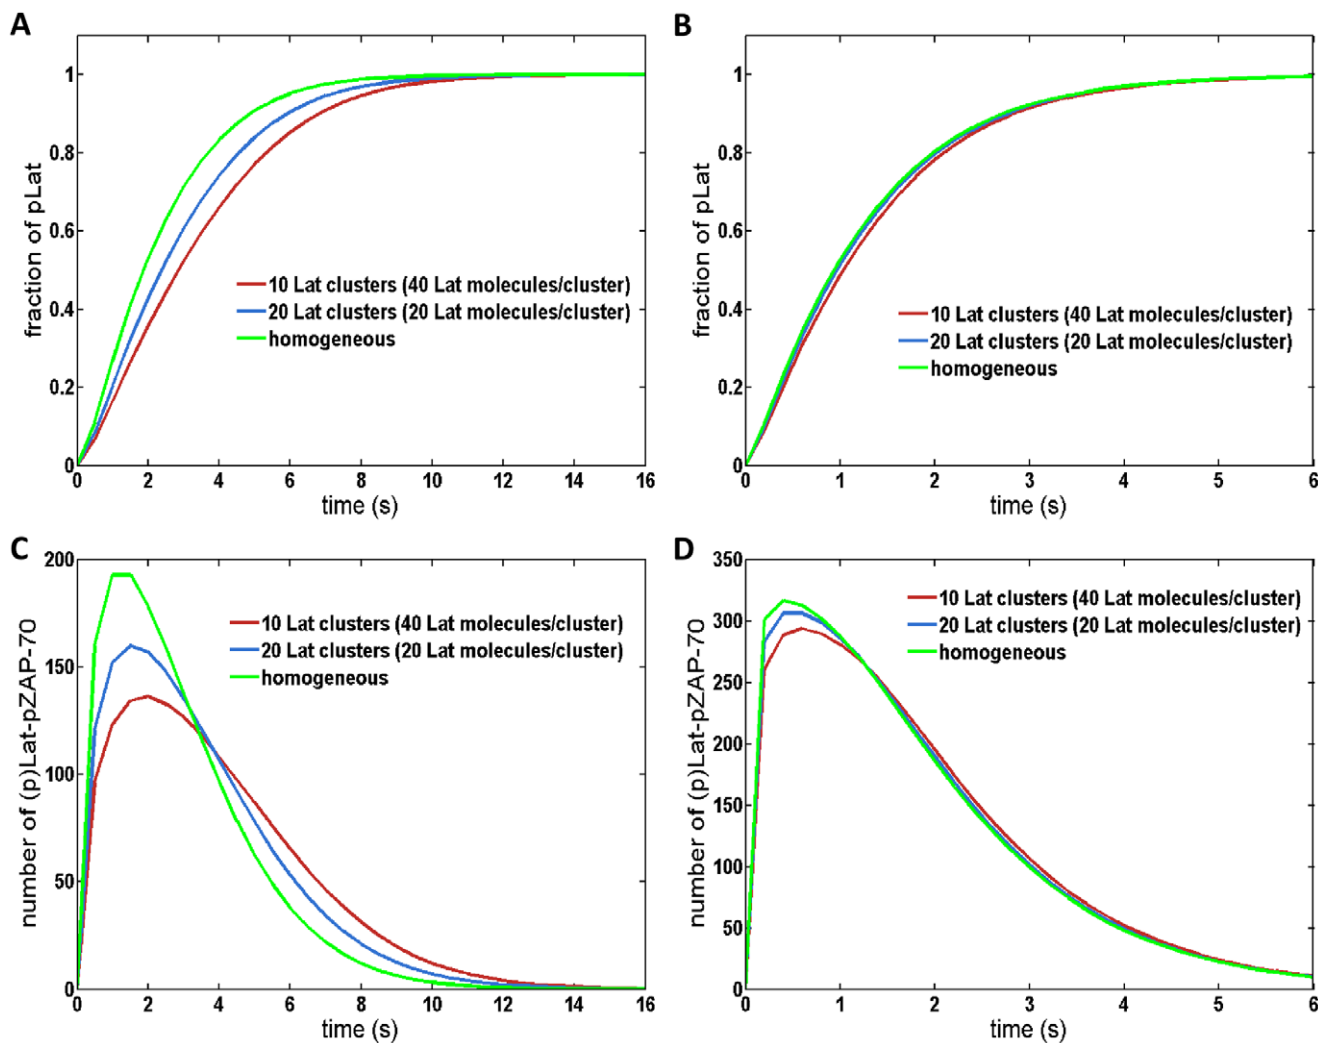 A
fraction of pLat
1
0.8
0.6
0.4
0.2
0
10 Lat clusters (40 Lat molecules/cluster)
20 Lat clusters (20 Lat molecules/cluster)
homogeneous
0 2 4 6 8 10 12 14 16
time (s)
B
fraction of pLat
1
0.8
0.6
0.4
0.2
0
10 Lat clusters (40 Lat molecules/cluster)
20 Lat clusters (20 Lat molecules/cluster)
homogeneous
0 1 2 3 4 5 6
time (s)
C
number of (p)Lat-pZAP-70
200
150
100
50
0
10 Lat clusters (40 Lat molecules/cluster)
20 Lat clusters (20 Lat molecules/cluster)
homogeneous
0 2 4 6 8 10 12 14 16
time (s)
D
number of (p)Lat-pZAP-70
350
300
250
200
150
100
50
0
10 Lat clusters (40 Lat molecules/cluster)
20 Lat clusters (20 Lat molecules/cluster)
homogeneous
0 1 2 3 4 5 6
time (s)